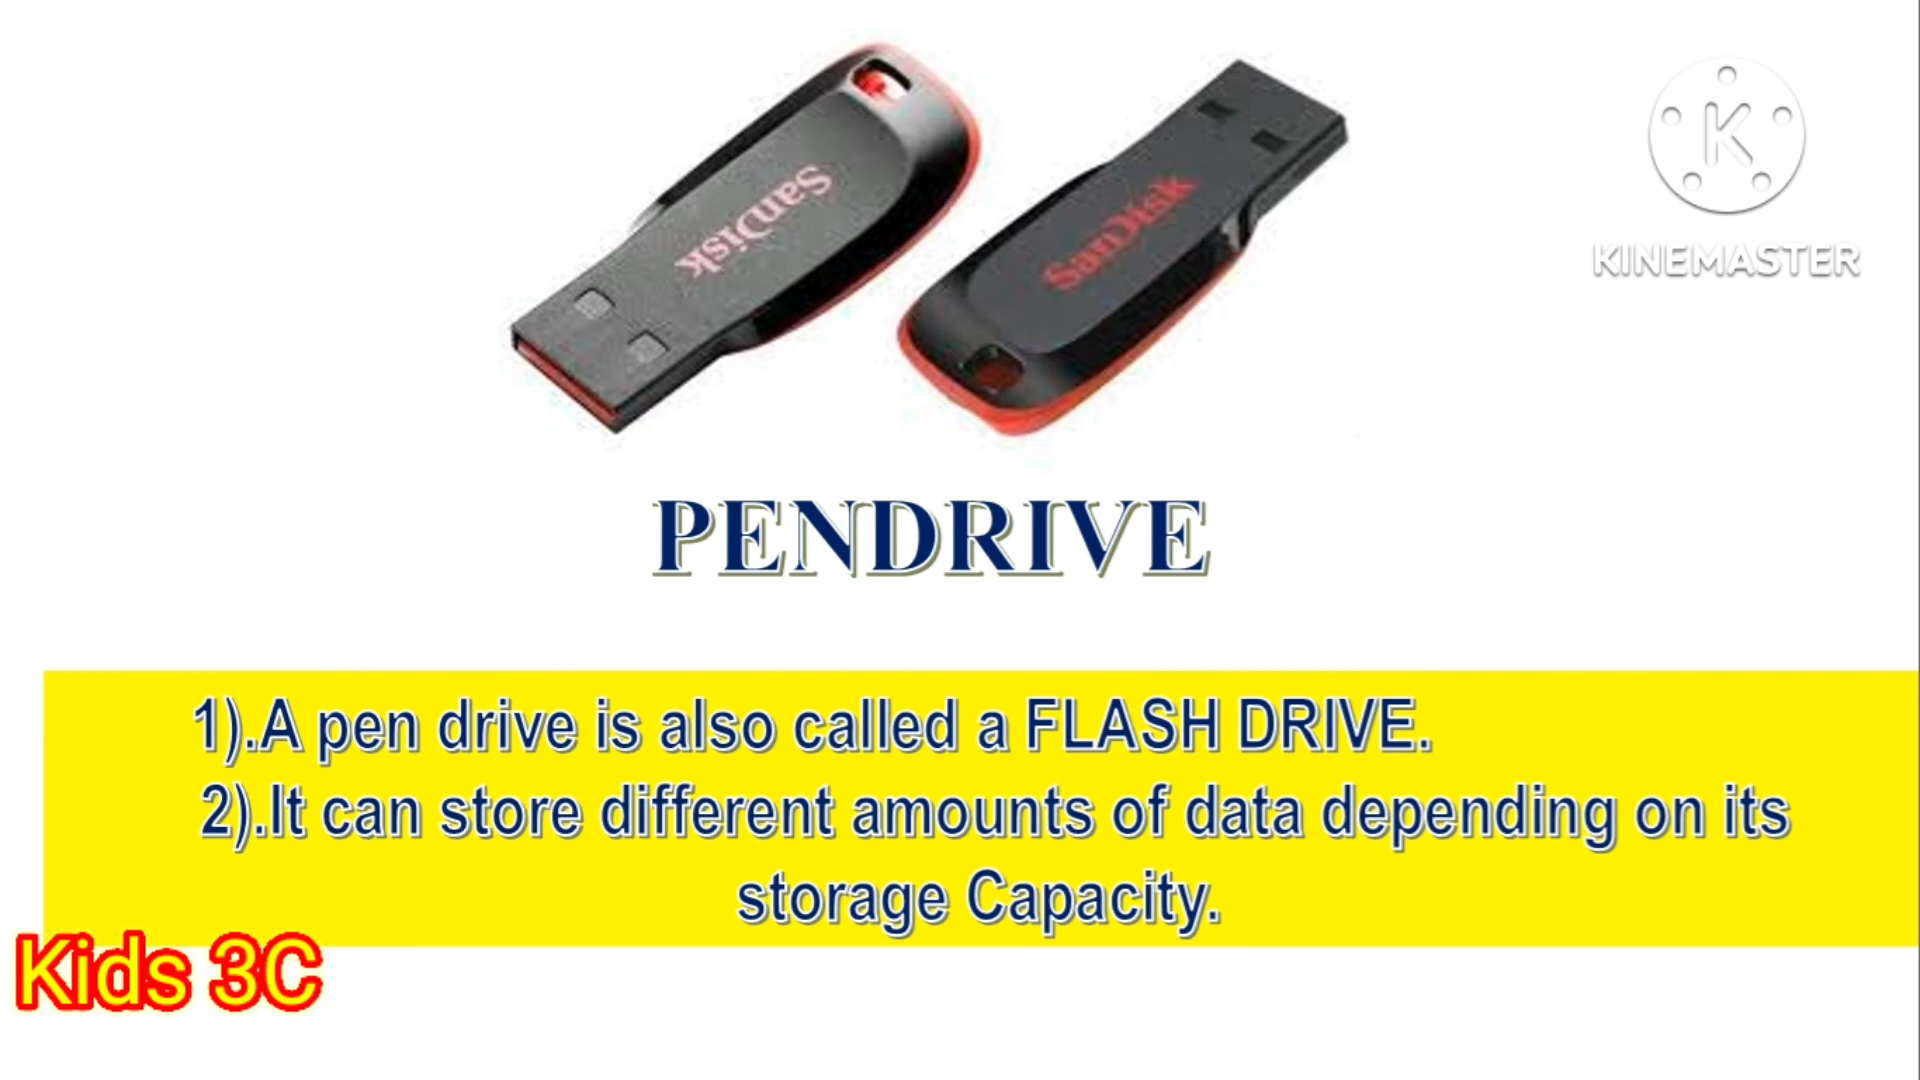 SanDisk
SanDisk
K
KINEMASTER
PENDRIVE
1).A pen drive is also called a FLASH DRIVE.
2).It can store different amounts of data depending on its
storage Capacity.
Kids 3C